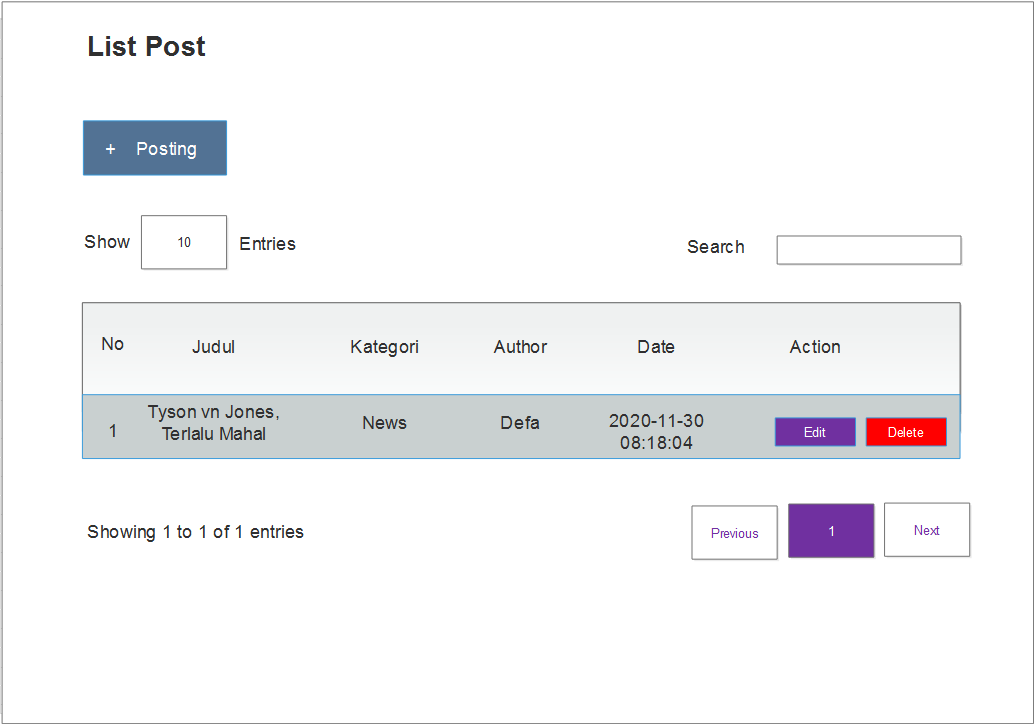 List Post
+ Posting
Show 10 Entries
Search
No Judul Kategori Author Date Action
Tyson vn Jones,
Terlalu Mahal
1 News Defa
2020-11-30
08:18:04
Edit Delete
Showing 1 to 1 of 1 entries
Previous 1 Next